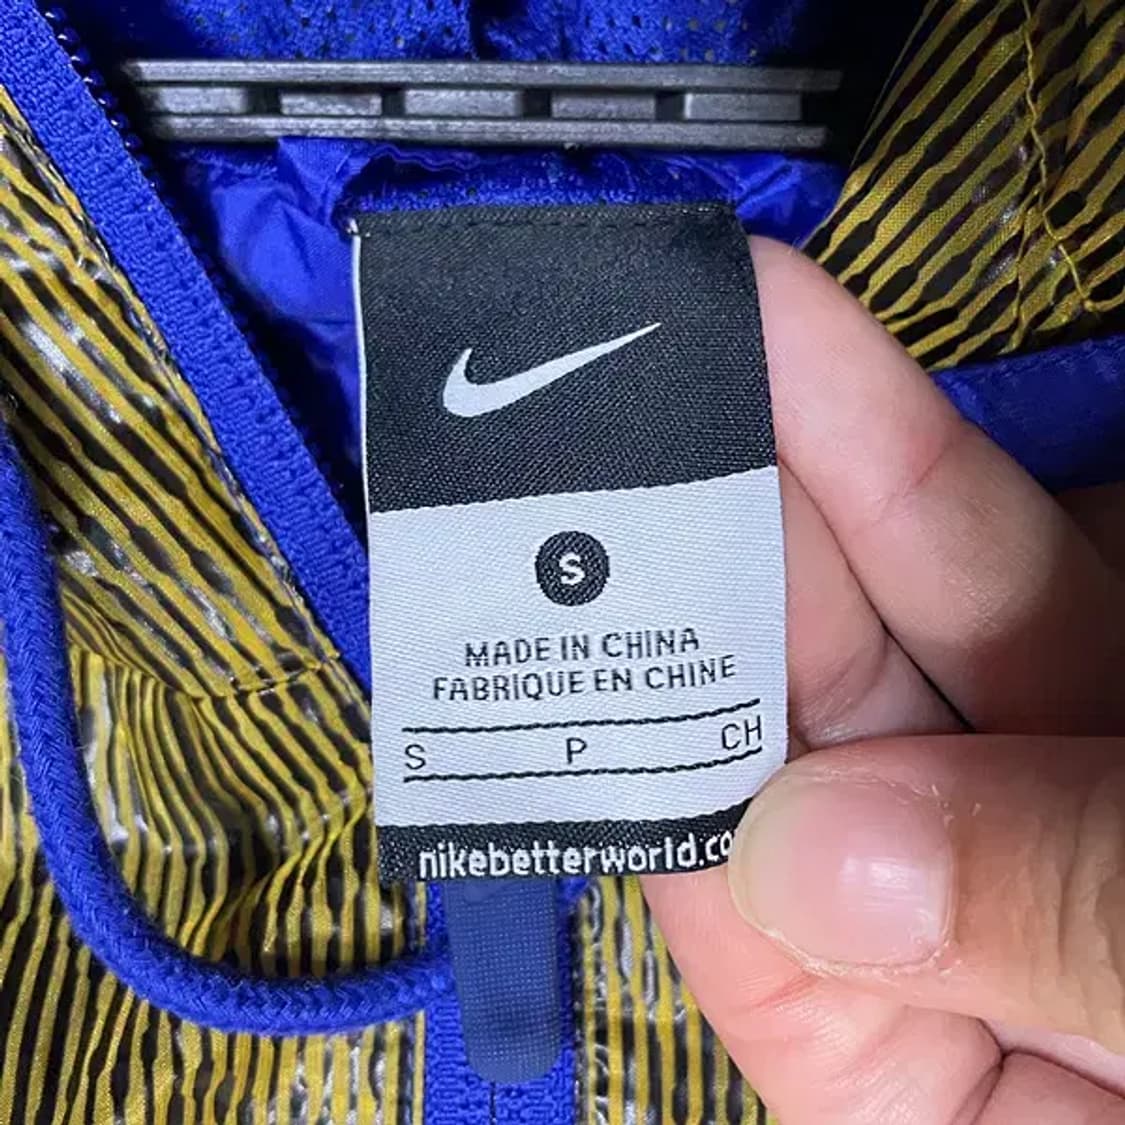 S
MADE IN CHINA
FABRIQUE EN CHINE
S P CH
nikebetterworld.co